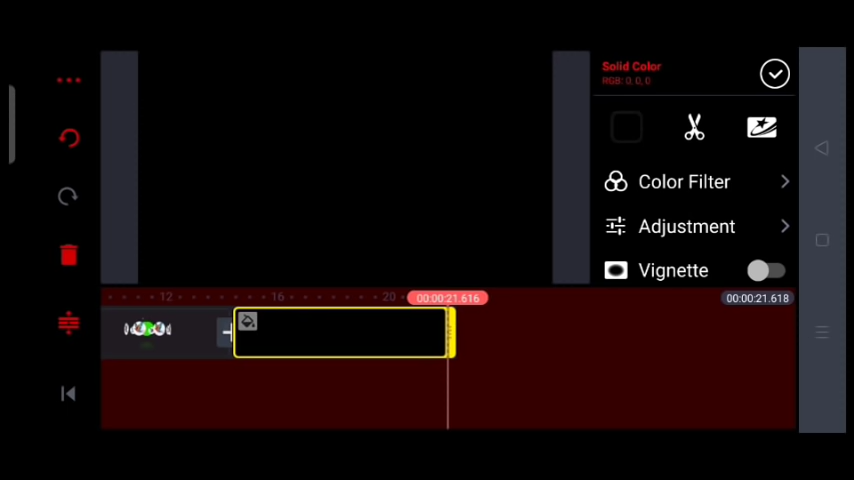 Solid Color
RGB: 0, 0, 0
Color Filter
Adjustment
Vignette
12
16
20
00:00:21.616
00:00:21.618